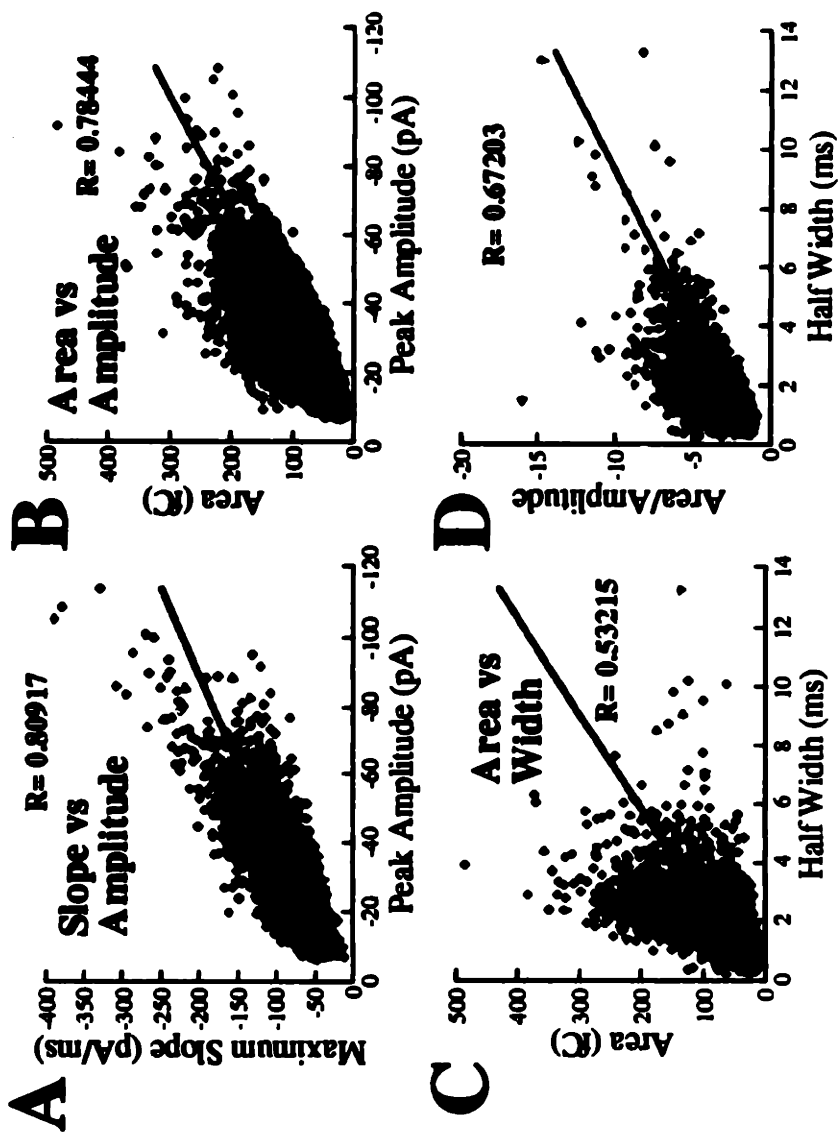 A
Slope vs
Amplitude
R= 0.80917
Maximum Slope (pA/ms)
-400
-350
-300
-250
-200
-150
-100
-50
0
-20
-40
-60
-80
-100
-120
Peak Amplitude (pA)
B
Area vs
Amplitude
R= 0.78444
Area (fC)
500
400
300
200
100
0
-20
-40
-60
-80
-100
-120
Peak Amplitude (pA)
C
Area vs
Width
R= 0.53215
Area (fC)
500
400
300
200
100
0
0
2
4
6
8
10
12
14
Half Width (ms)
D
R= 0.67203
Area/Amplitude
-20
-15
-10
-5
0
0
2
4
6
8
10
12
14
Half Width (ms)